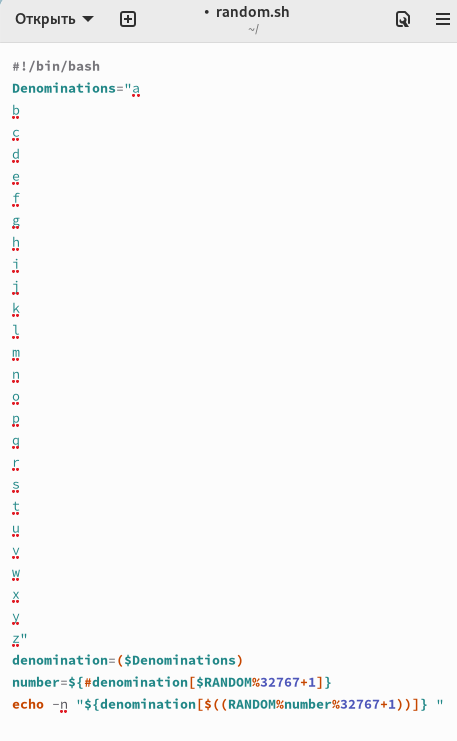 Открыть
• random.sh
~/
#!/bin/bash
Denominations="a
b
c
d
e
f
g
h
i
j
k
l
m
n
o
p
q
r
s
t
u
v
w
x
y
z"
denomination=($Denominations)
number=${#denomination[$RANDOM%32767+1]}
echo -n "${denomination[$((RANDOM%number%32767+1))]} "